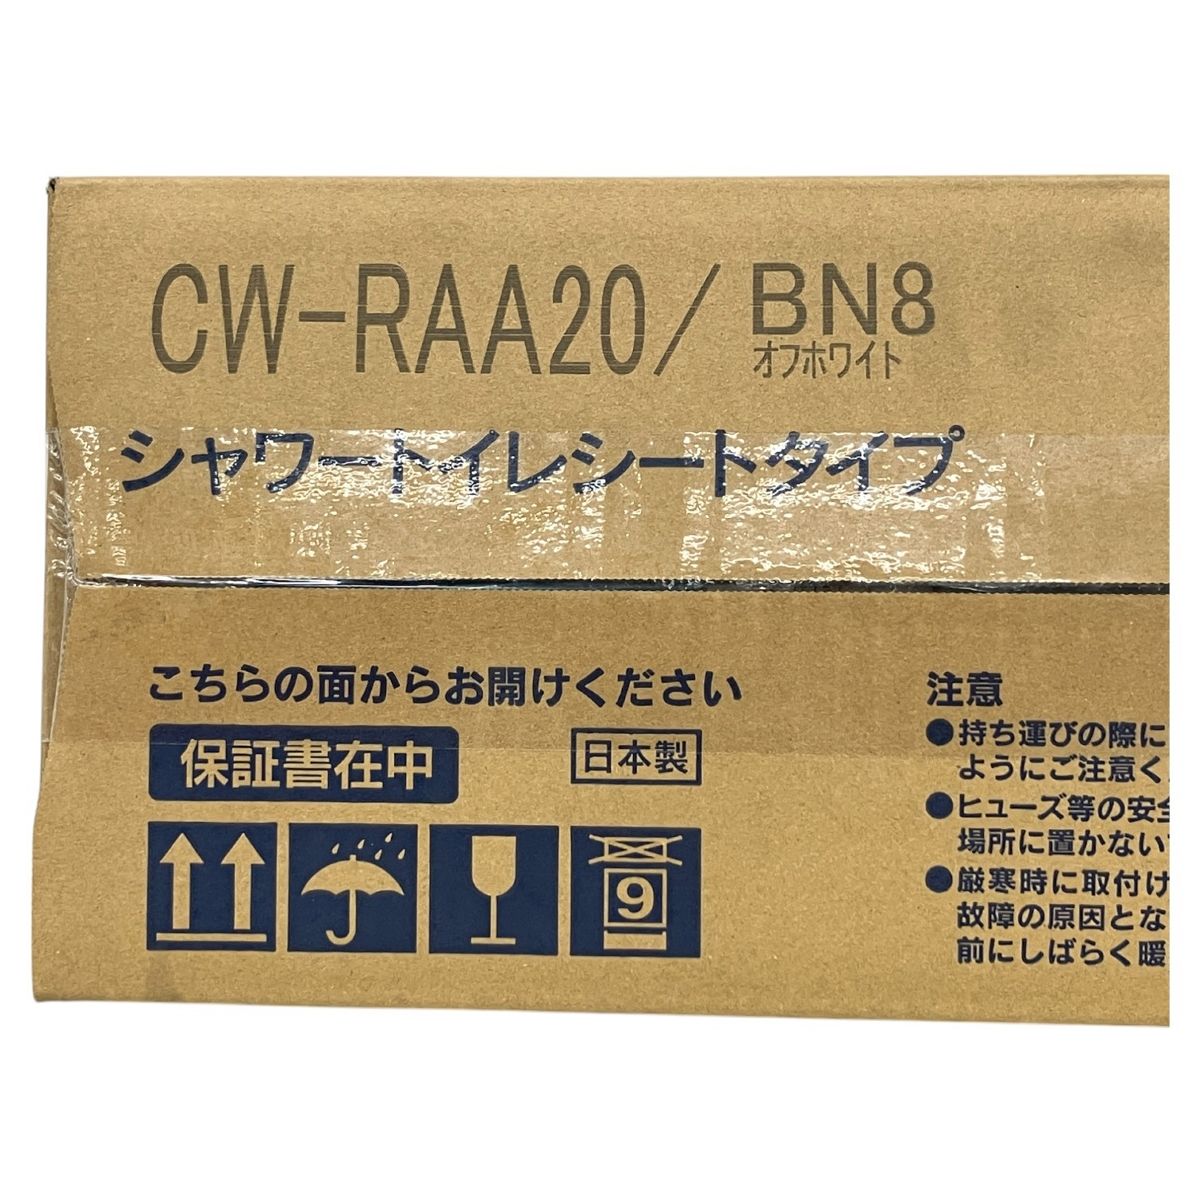 CW-RAA20/BN8
オフホワイト
シャワートイレシートタイプ
こちらの面からお開けください
保証書在中
日本製
9
注意
●持ち運びの際に
ようにご注意く
●ヒューズ等の安全
場所に置かない
●厳寒時に取付け
故障の原因とな
前にしばらく暖